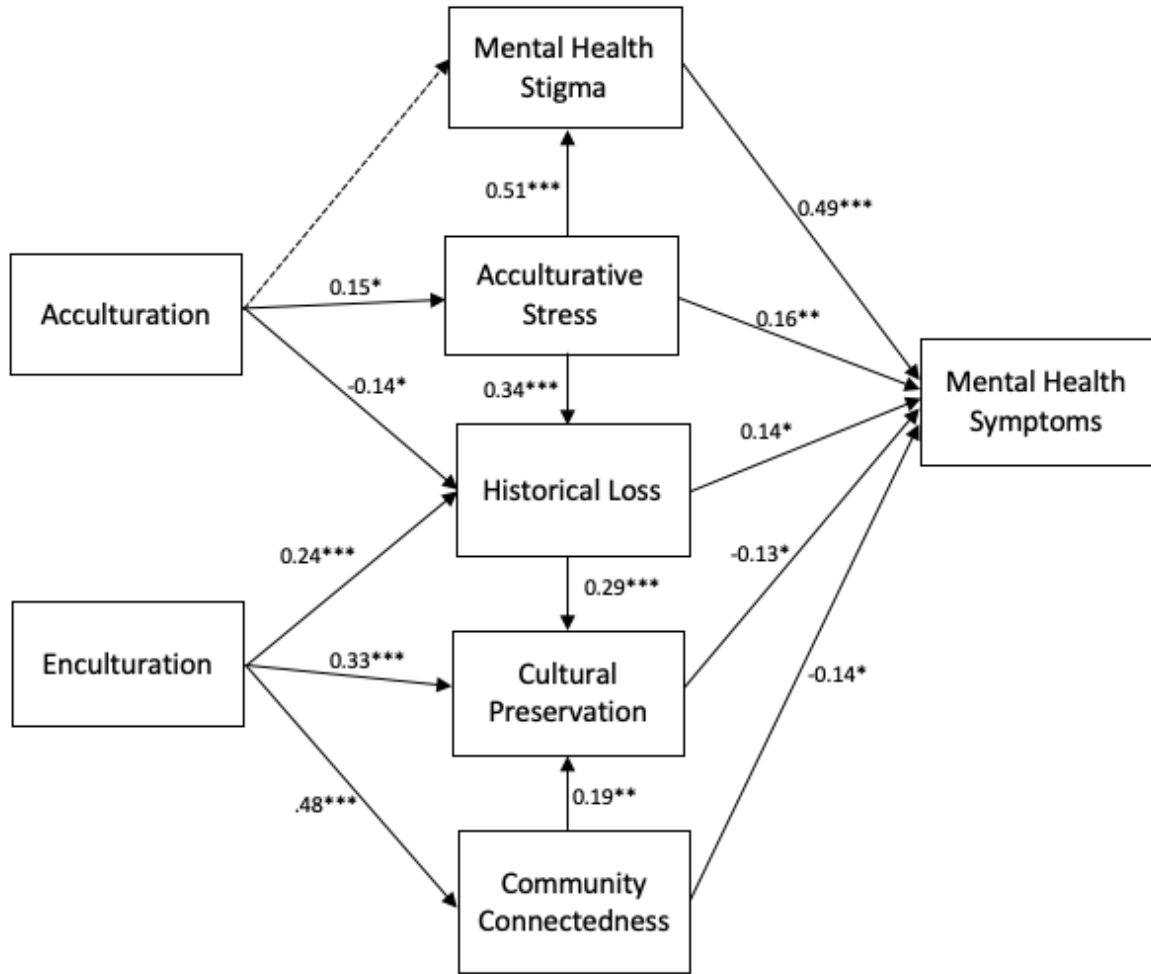 Mental Health
Stigma
0.51***
0.49***
Acculturation
0.15*
Acculturative
Stress
0.16**
-0.14*
0.34***
Mental Health
Symptoms
Historical Loss
0.14*
0.24***
0.29***
-0.13*
Enculturation
0.33***
Cultural
Preservation
-0.14*
.48***
0.19**
Community
Connectedness